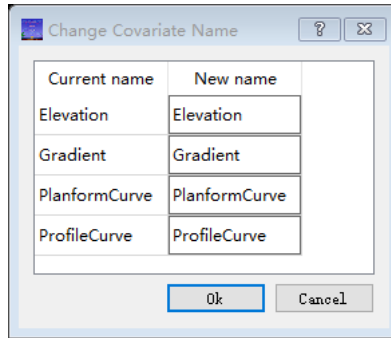 Change Covariate Name
?
Current name New name
Elevation Elevation
Gradient Gradient
PlanformCurve PlanformCurve
ProfileCurve ProfileCurve
Ok Cancel